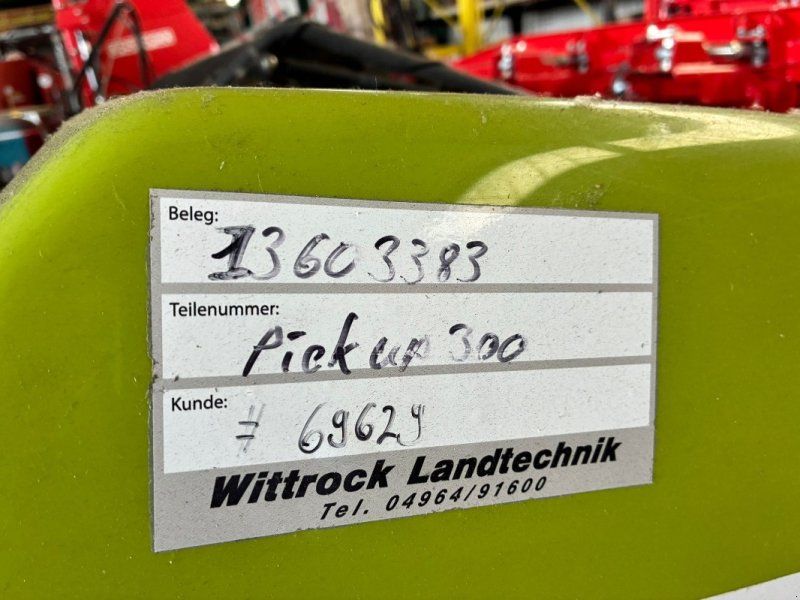 Beleg:
13603383
Teilenummer:
Pick up 300
Kunde:
# 69629
Wittrock Landtechnik
Tel. 04964/91600